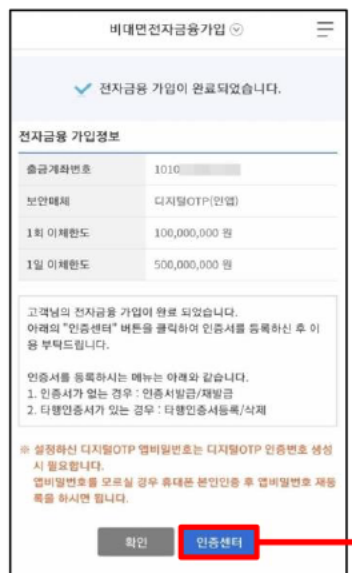 비대면전자금융가입
전자금융 가입이 완료되었습니다.
전자금융 가입정보
출금계좌번호 1010
보안매체 디지털OTP(인앱)
1회 이체한도 100,000,000 원
1일 이체한도 500,000,000 원
고객님의 전자금융 가입이 완료 되었습니다.
아래의 "인증센터" 버튼을 클릭하여 인증서를 등록하신 후 이
용 부탁드립니다.
인증서를 등록하시는 메뉴는 아래와 같습니다.
1. 인증서가 없는 경우 : 인증서발급/재발급
2. 타행인증서가 있는 경우 : 타행인증서등록/삭제
※ 설정하신 디지털OTP 앱비밀번호는 디지털OTP 인증번호 생성
시 필요합니다.
앱비밀번호를 모르실 경우 휴대폰 본인인증 후 앱비밀번호 재등
록을 하시면 됩니다.
확인 인증센터